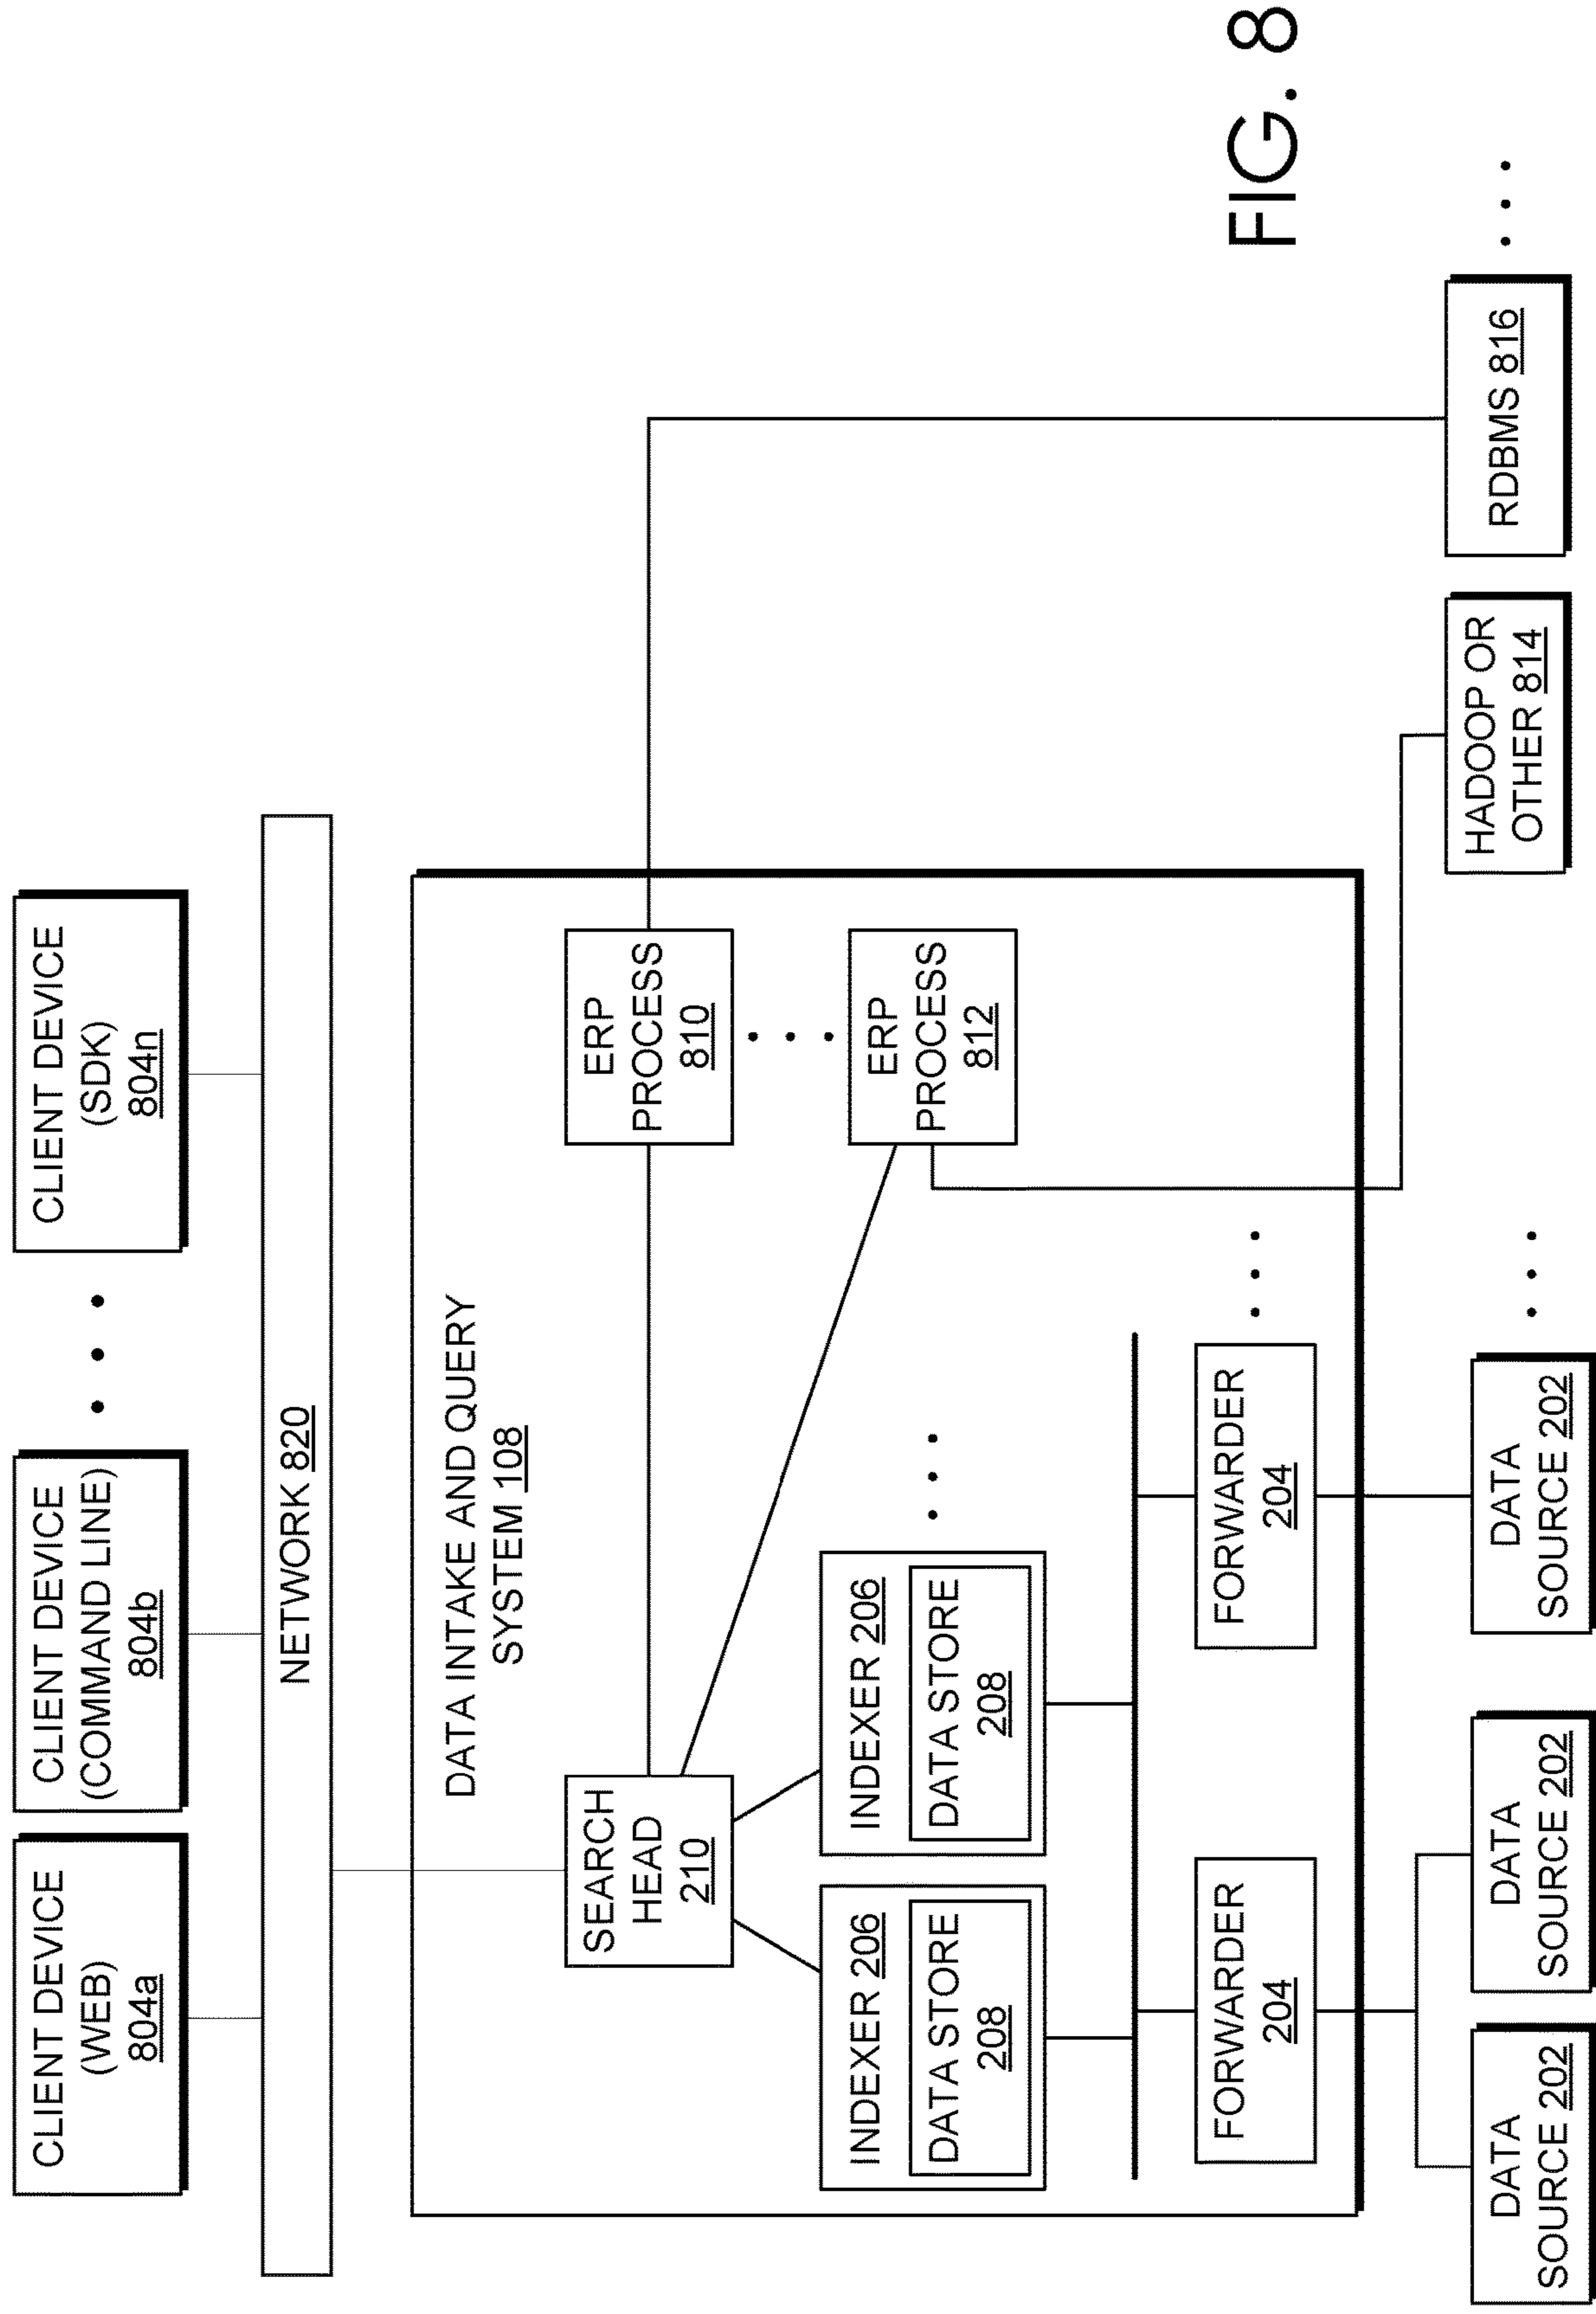 CLIENT DEVICE
(WEB)
804a
CLIENT DEVICE
(COMMAND LINE)
804b
CLIENT DEVICE
(SDK)
804n
NETWORK 820
DATA INTAKE AND QUERY
SYSTEM 108
SEARCH
HEAD
210
ERP
PROCESS
810
ERP
PROCESS
812
INDEXER 206
DATA STORE
208
INDEXER 206
DATA STORE
208
FORWARDER
204
FORWARDER
204
DATA
SOURCE 202
DATA
SOURCE 202
DATA
SOURCE 202
HADOOP OR
OTHER 814
RDBMS 816
FIG. 8